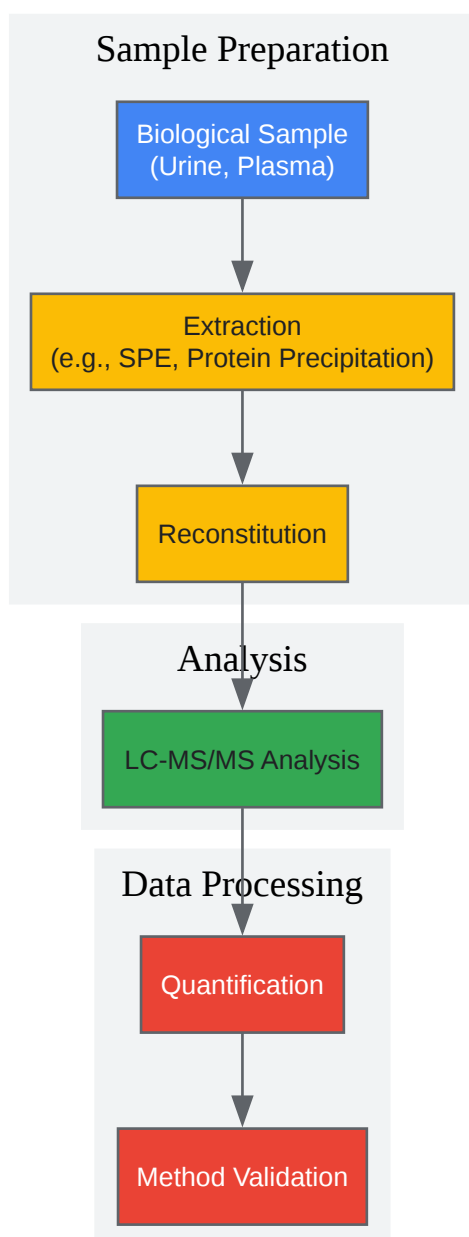 Sample Preparation
Biological Sample
(Urine, Plasma)
Extraction
(e.g., SPE, Protein Precipitation)
Reconstitution
Analysis
LC-MS/MS Analysis
Data Processing
Quantification
Method Validation